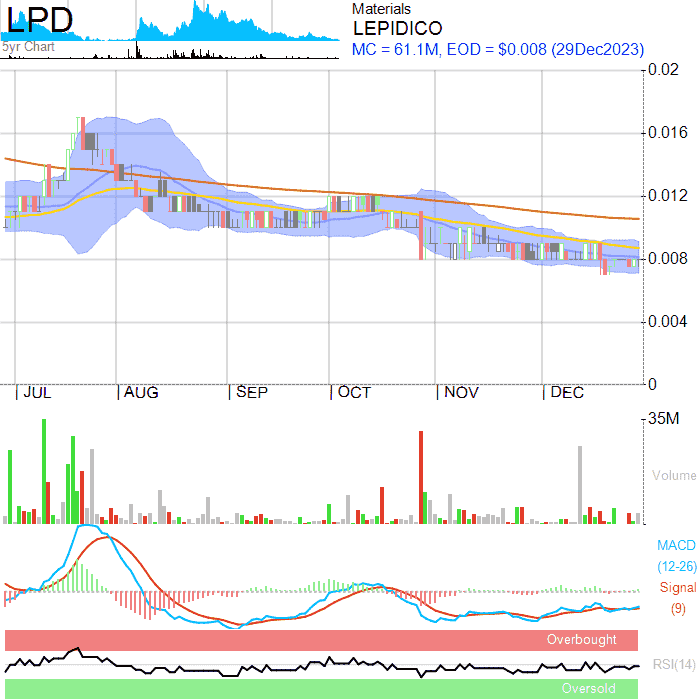 LPD
5yr Chart
Materials
LEPIDICO
MC = 61.1M, EOD = $0.008 (29Dec2023)
0.02
0.016
0.012
0.008
0.004
0
JUL AUG SEP OCT NOV DEC
35M
Volume
MACD
(12-26)
Signal
(9)
Overbought
RSI(14)
Oversold